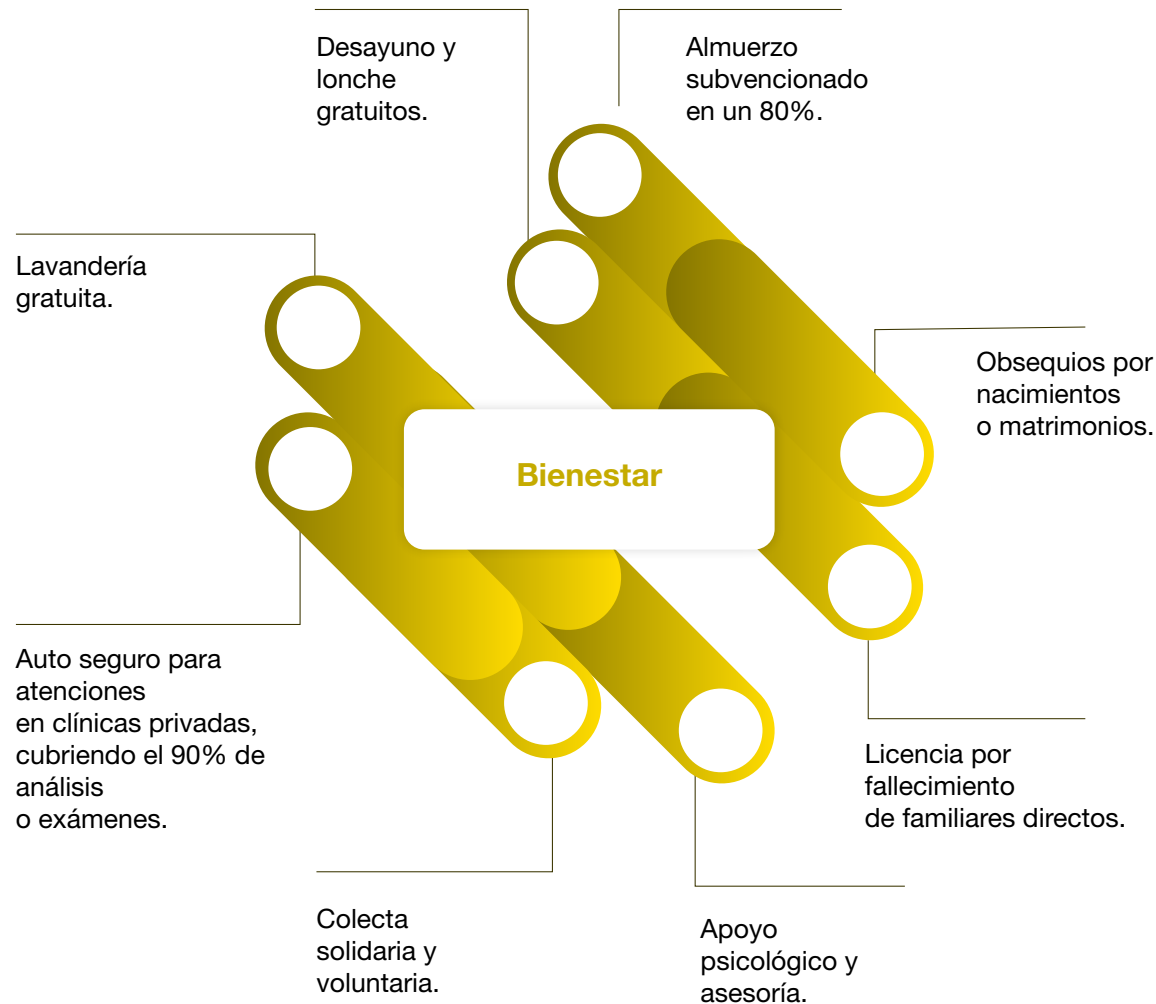 Desayuno y
lonche
gratuitos.
Almuerzo
subvencionado
en un 80%.
Lavandería
gratuita.
Obsequios por
nacimientos
o matrimonios.
Bienestar
Auto seguro para
atenciones
en clínicas privadas,
cubriendo el 90% de
análisis
o exámenes.
Licencia por
fallecimiento
de familiares directos.
Colecta
solidaria y
voluntaria.
Apoyo
psicológico y
asesoría.